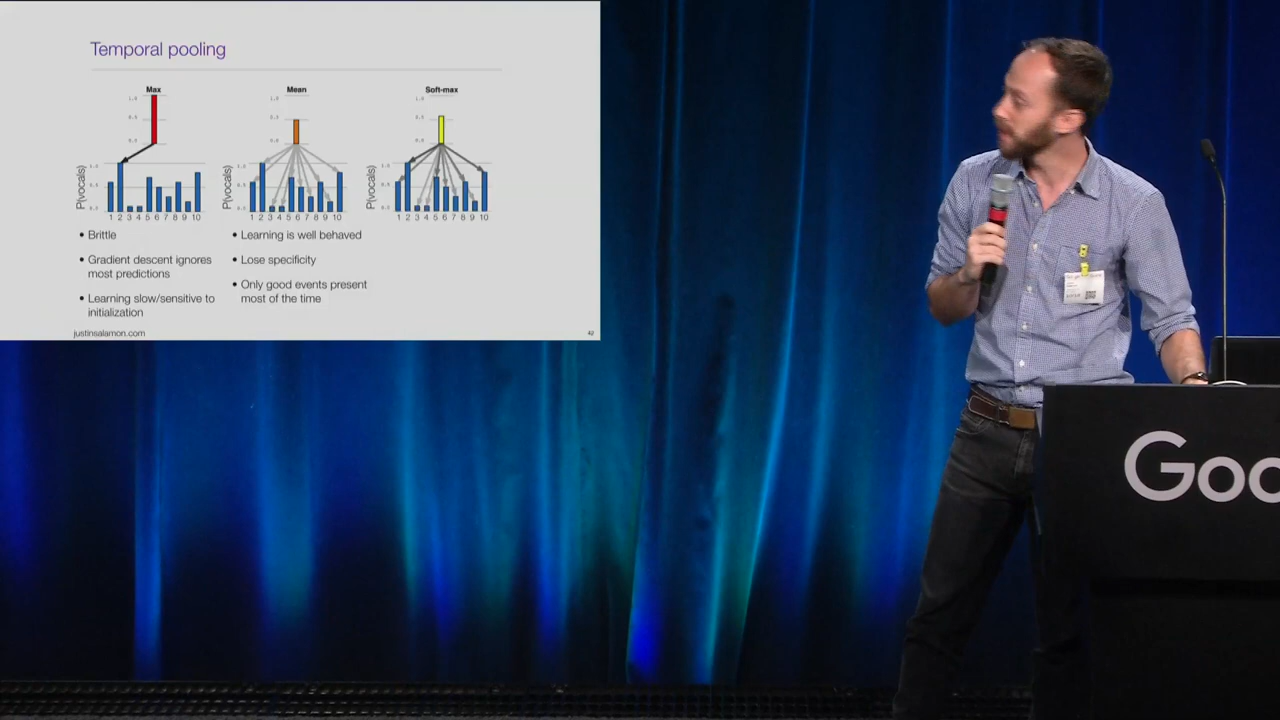 Temporal pooling
Max
Mean
Soft-max
P(vocals)
P(vocals)
P(vocals)
1 2 3 4 5 6 7 8 9 10
1 2 3 4 5 6 7 8 9 10
1 2 3 4 5 6 7 8 9 10
• Brittle
• Gradient descent ignores
most predictions
• Learning slow/sensitive to
initialization
• Learning is well behaved
• Lose specificity
• Only good events present
most of the time
justinsalamon.com
42
Goo